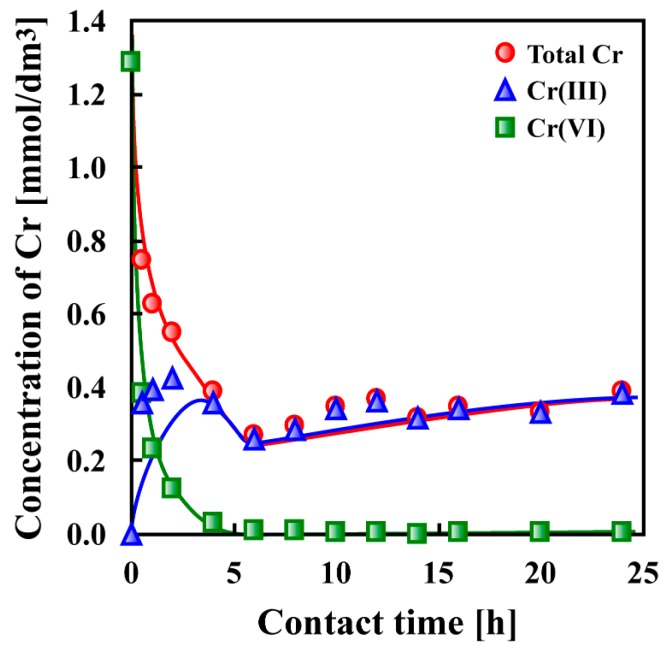 Concentration of Cr [mmol/dm3]
1.4
1.2
1.0
0.8
0.6
0.4
0.2
0.0
Total Cr
Cr(III)
Cr(VI)
0 5 10 15 20 25
Contact time [h]